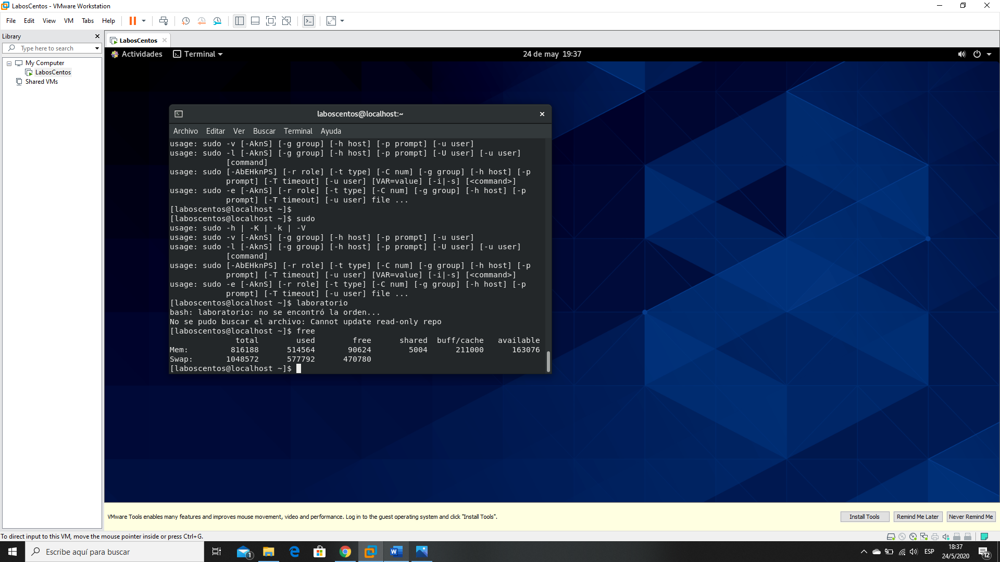 LabosCentos - VMware Workstation
File Edit View VM Tabs Help
Library
Type here to search
My Computer
LabosCentos
Shared VMs
LabosCentos
Actividades Terminal 24 de may 19:37
laboscentos@localhost:~
Archivo Editar Ver Buscar Terminal Ayuda
usage: sudo -v [-AknS] [-g group] [-h host] [-p prompt] [-u user]
usage: sudo -l [-AknS] [-g group] [-h host] [-p prompt] [-U user] [-u user]
            [command]
usage: sudo [-AbEHknPS] [-r role] [-t type] [-C num] [-g group] [-h host] [-p
            prompt] [-T timeout] [-u user] [VAR=value] [-i|-s] [<command>]
usage: sudo -e [-AknS] [-r role] [-t type] [-C num] [-g group] [-h host] [-p
            prompt] [-T timeout] [-u user] file ...
[laboscentos@localhost ~]$
[laboscentos@localhost ~]$ sudo
usage: sudo -h | -K | -k | -V
usage: sudo -v [-AknS] [-g group] [-h host] [-p prompt] [-u user]
usage: sudo -l [-AknS] [-g group] [-h host] [-p prompt] [-U user] [-u user]
            [command]
usage: sudo [-AbEHknPS] [-r role] [-t type] [-C num] [-g group] [-h host] [-p
            prompt] [-T timeout] [-u user] [VAR=value] [-i|-s] [<command>]
usage: sudo -e [-AknS] [-r role] [-t type] [-C num] [-g group] [-h host] [-p
            prompt] [-T timeout] [-u user] file ...
[laboscentos@localhost ~]$ laboratorio
bash: laboratorio: no se encontró la orden...
No se pudo buscar el archivo: Cannot update read-only repo
[laboscentos@localhost ~]$ free
              total        used        free      shared  buff/cache   available
Mem:         816188      514564       90624        5004      211000      163076
Swap:       1048572      577792      470780
[laboscentos@localhost ~]$
VMware Tools enables many features and improves mouse movement, video and performance. Log in to the guest operating system and click "Install Tools".
Install Tools Remind Me Later Never Remind Me
To direct input to this VM, move the mouse pointer inside or press Ctrl+G.
Escribe aquí para buscar
1
W
ESP
18:37
24/5/2020
12